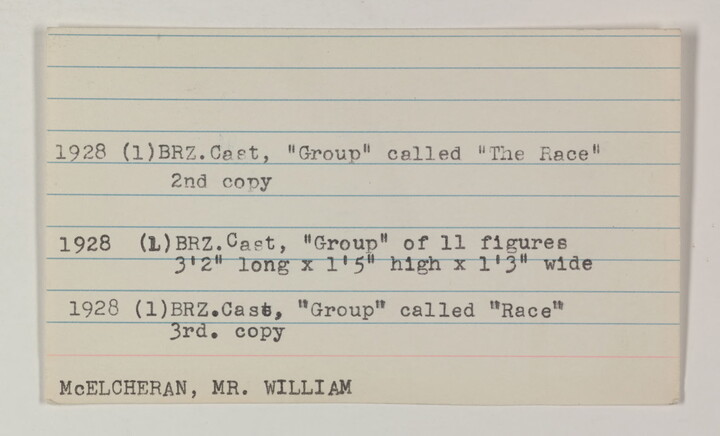 1928 (1)BRZ.Cast, "Group" called "The Race"
2nd copy
1928 (1)BRZ.Cast, "Group" of 11 figures
3'2" long x 1'5" high x 1'3" wide
1928 (1)BRZ.Cast, "Group" called "Race"
3rd. copy
McELCHERAN, MR. WILLIAM